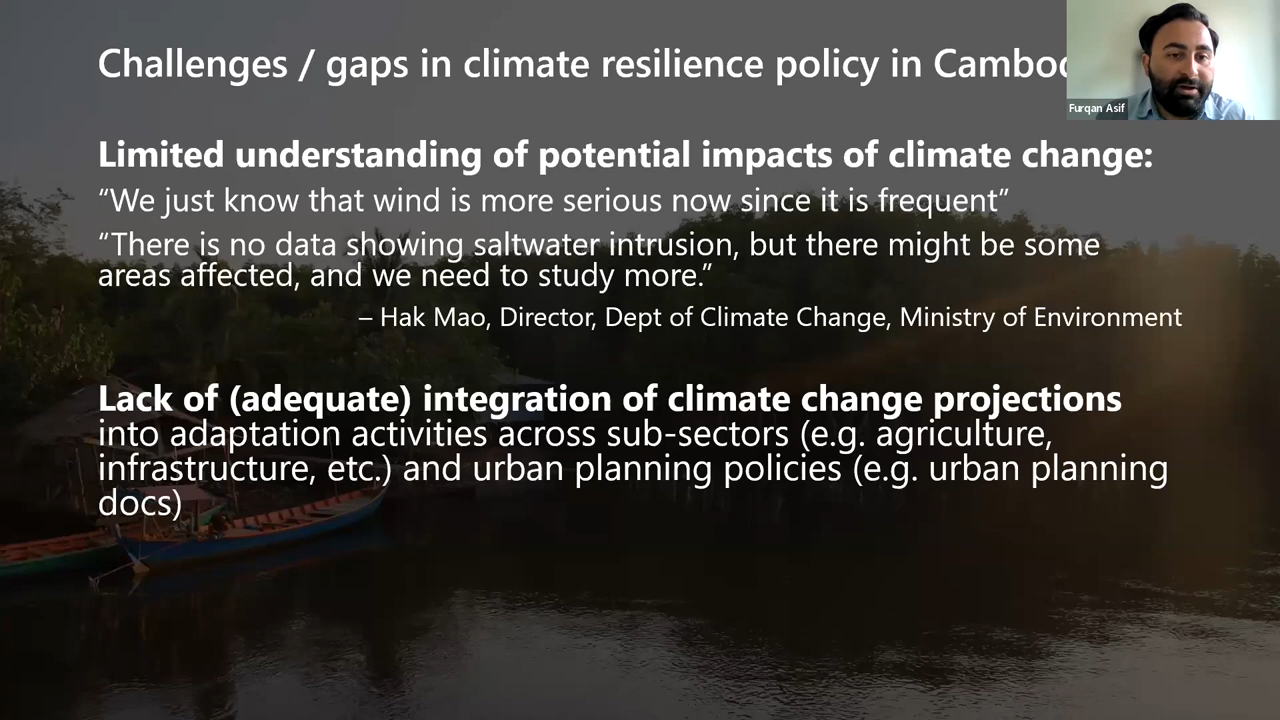 Challenges / gaps in climate resilience policy in Cambo
Furqan Asif
Limited understanding of potential impacts of climate change:
“We just know that wind is more serious now since it is frequent”
“There is no data showing saltwater intrusion, but there might be some
areas affected, and we need to study more.”
– Hak Mao, Director, Dept of Climate Change, Ministry of Environment
Lack of (adequate) integration of climate change projections
into adaptation activities across sub-sectors (e.g. agriculture,
infrastructure, etc.) and urban planning policies (e.g. urban planning
docs)